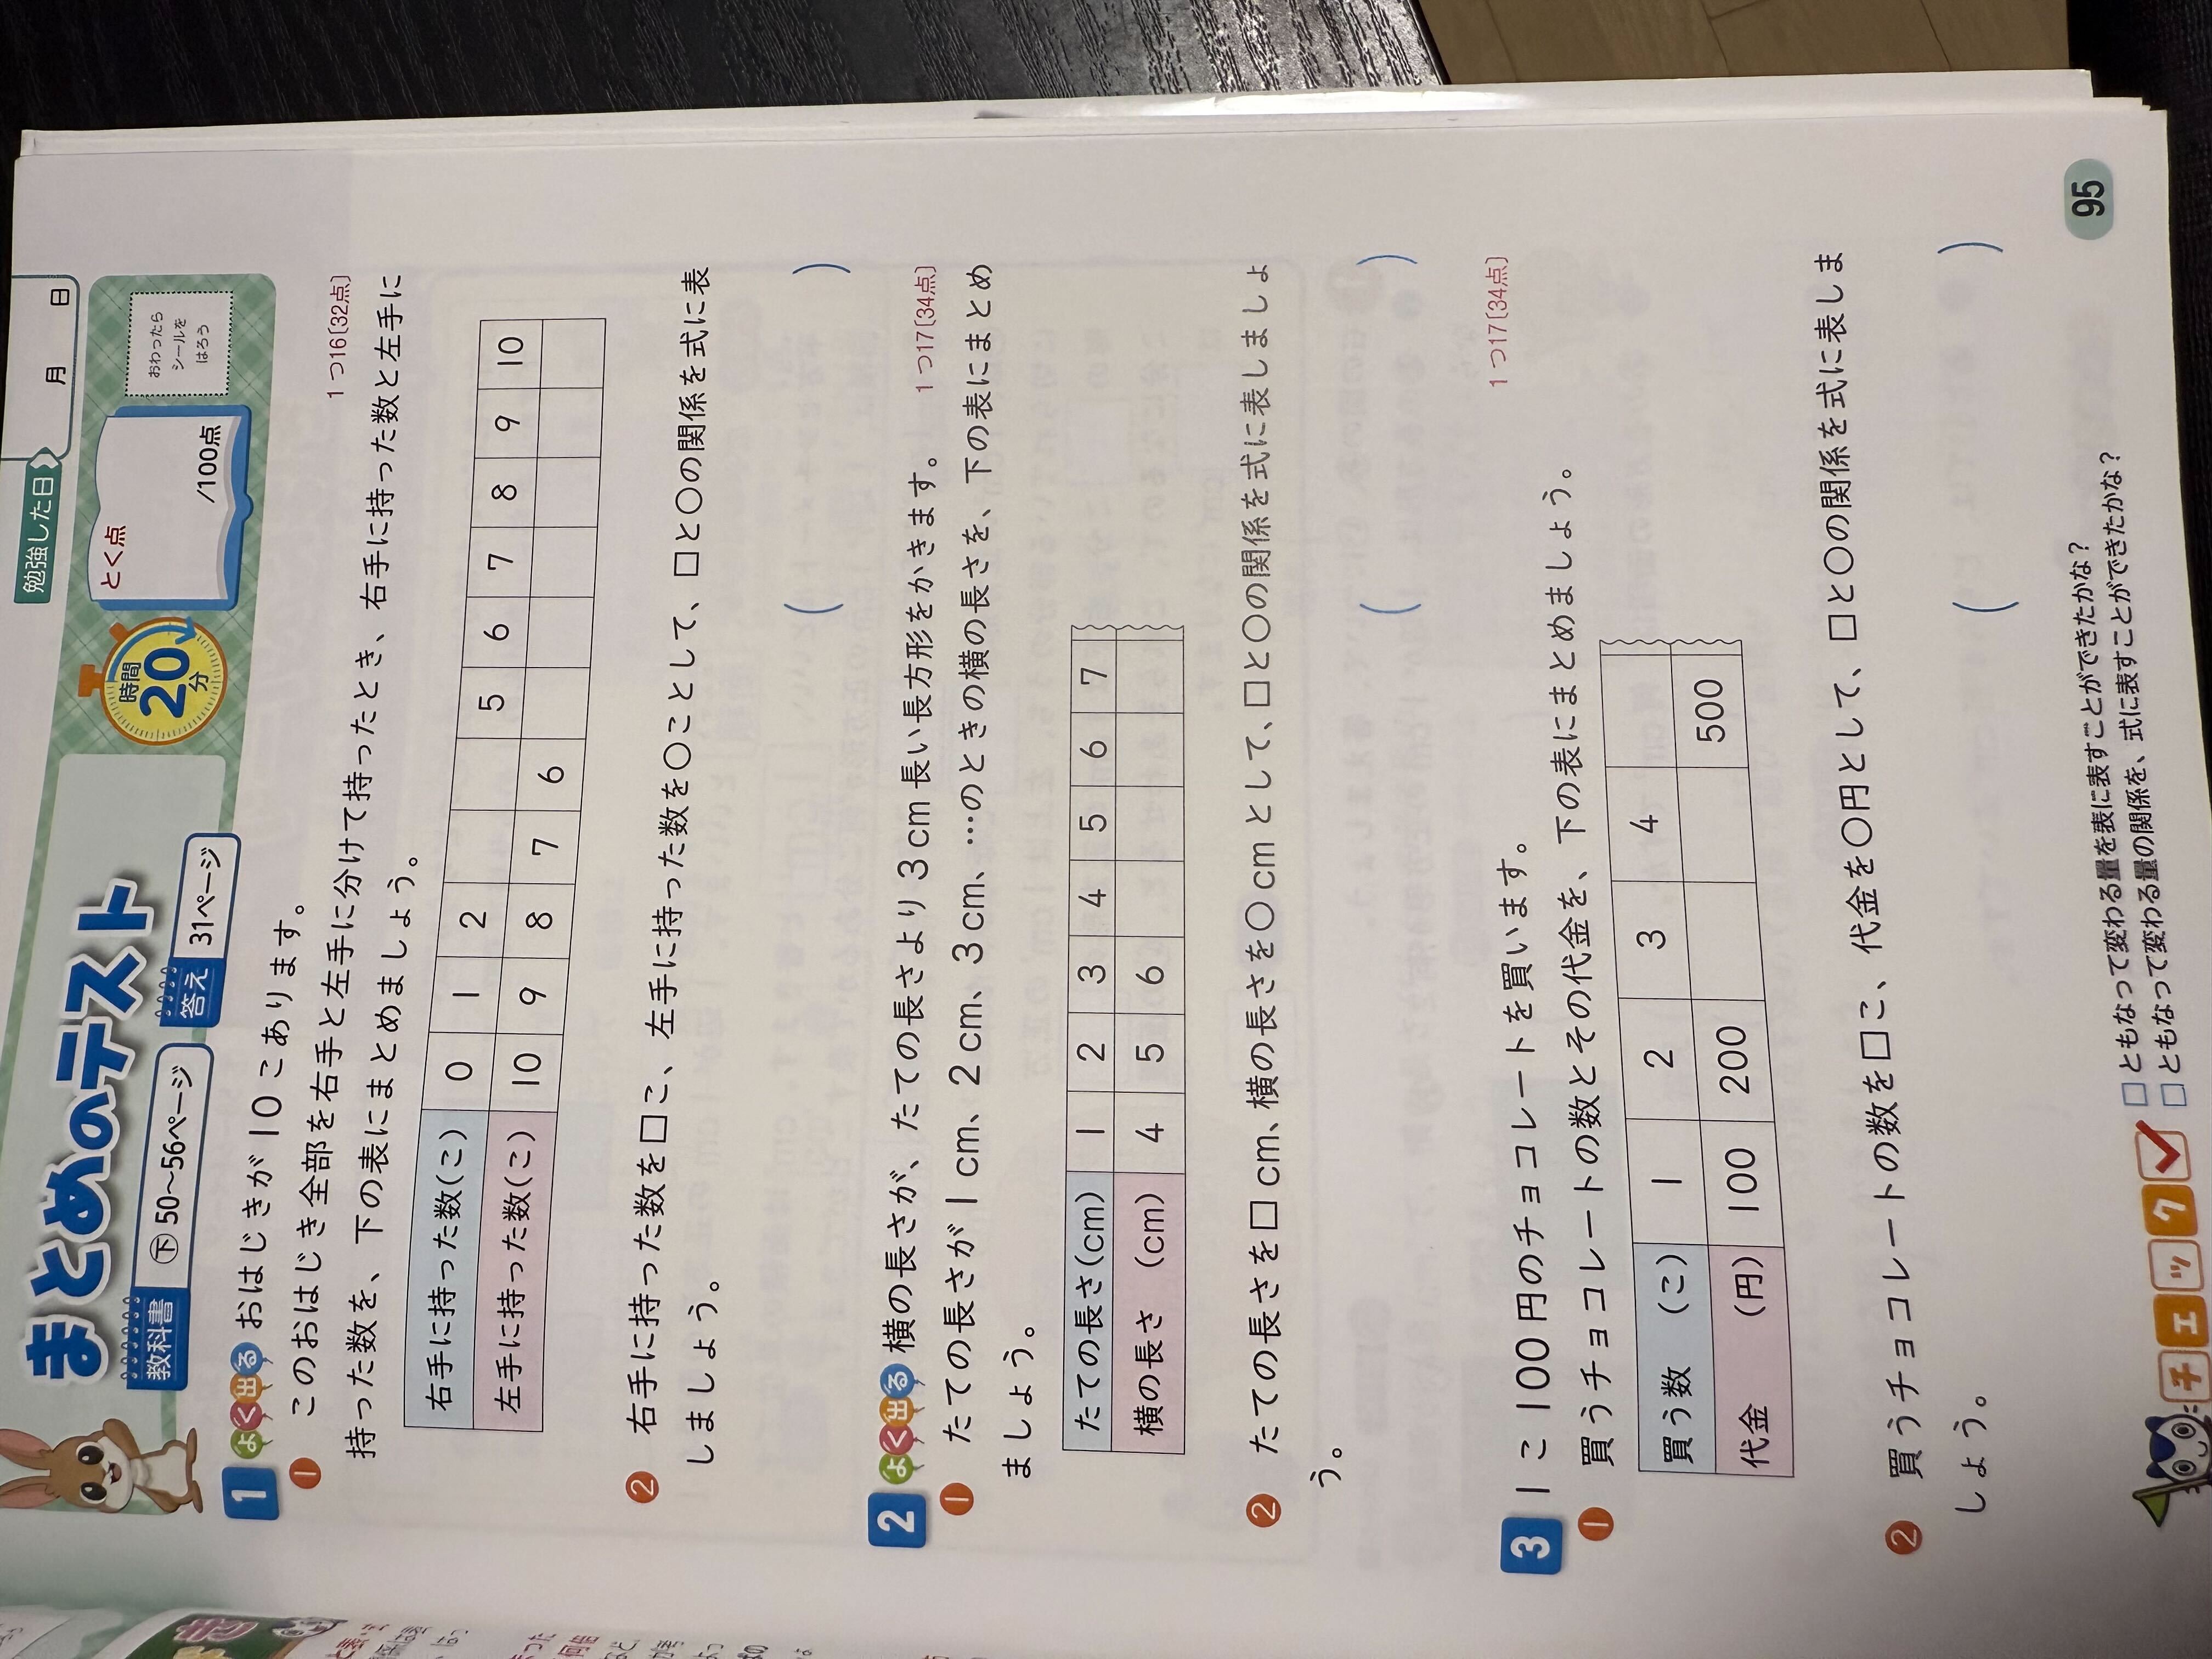 勉強した日 月 日
まとめのテスト
教科書 下 50〜56ページ
答え 31ページ
時間 20分
とく点
/100点
おわったら
シールを
はろう
1 よく出る おはじきが10こあります。
1つ16〔32点〕
❶ このおはじき全部を右手と左手に分けて持ったとき、右手に持った数と左手に
持った数を、下の表にまとめましょう。
右手に持った数(こ) 0 1 2 5 6 7 8 9 10
左手に持った数(こ) 10 9 8 7 6
❷ 右手に持った数を□こ、左手に持った数を○ことして、□と○の関係を式に表
しましょう。
( )
2 よく出る 横の長さが、たての長さより3cm長い長方形をかきます。
1つ17〔34点〕
❶ たての長さが1cm、2cm、3cm、…のときの横の長さを、下の表にまとめ
ましょう。
たての長さ(cm) 1 2 3 4 5 6 7
横の長さ (cm) 4 5 6
❷ たての長さを□cm、横の長さを○cmとして、□と○の関係を式に表しましょ
う。
( )
3 1こ100円のチョコレートを買います。
1つ17〔34点〕
❶ 買うチョコレートの数とその代金を、下の表にまとめましょう。
買う数 (こ) 1 2 3 4
代金 (円) 100 200 500
❷ 買うチョコレートの数を□こ、代金を○円として、□と○の関係を式に表しま
しょう。
( )
チェック
□ ともなって変わる量を表に表すことができたかな?
□ ともなって変わる量の関係を、式に表すことができたかな?
95